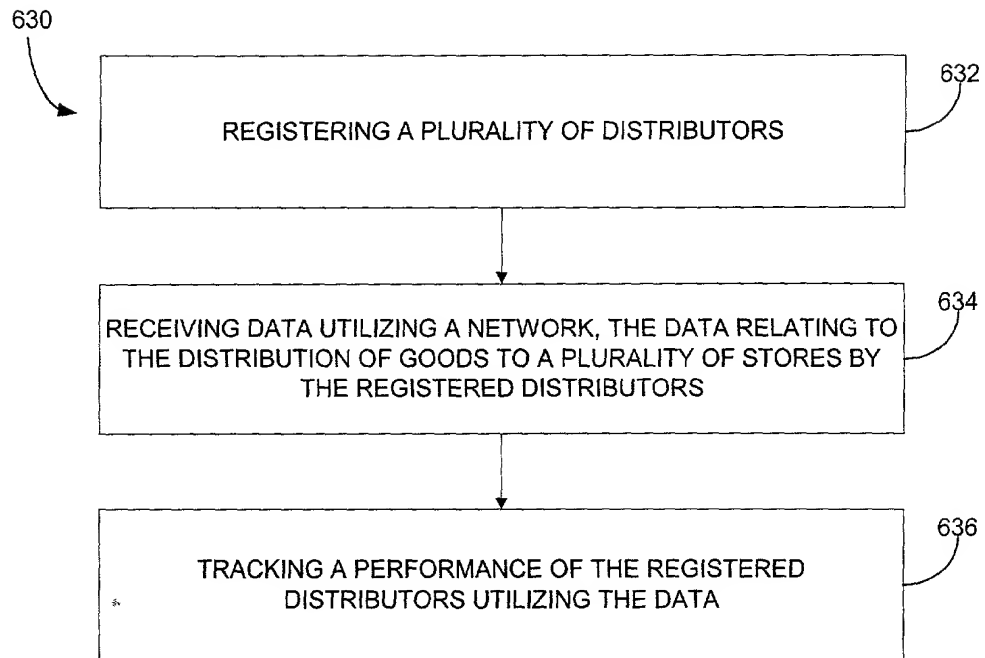 630
632
REGISTERING A PLURALITY OF DISTRIBUTORS
634
RECEIVING DATA UTILIZING A NETWORK, THE DATA RELATING TO
THE DISTRIBUTION OF GOODS TO A PLURALITY OF STORES BY
THE REGISTERED DISTRIBUTORS
636
TRACKING A PERFORMANCE OF THE REGISTERED
DISTRIBUTORS UTILIZING THE DATA